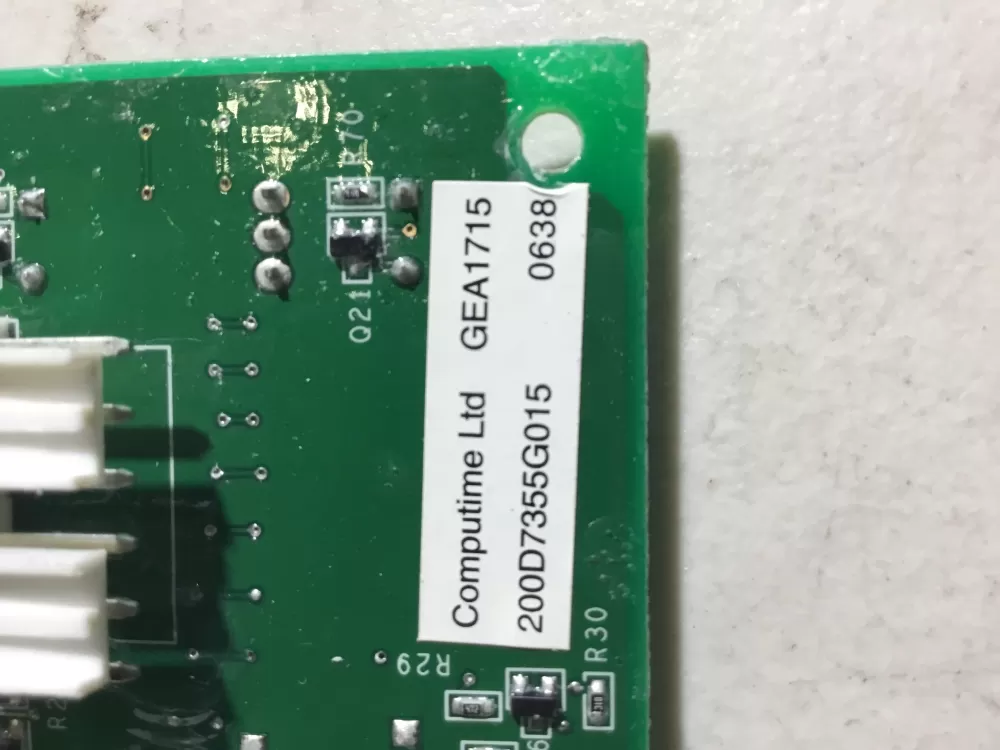 Computime Ltd GEA1715
200D7355G015 0638
R70
Q21
R29
R30